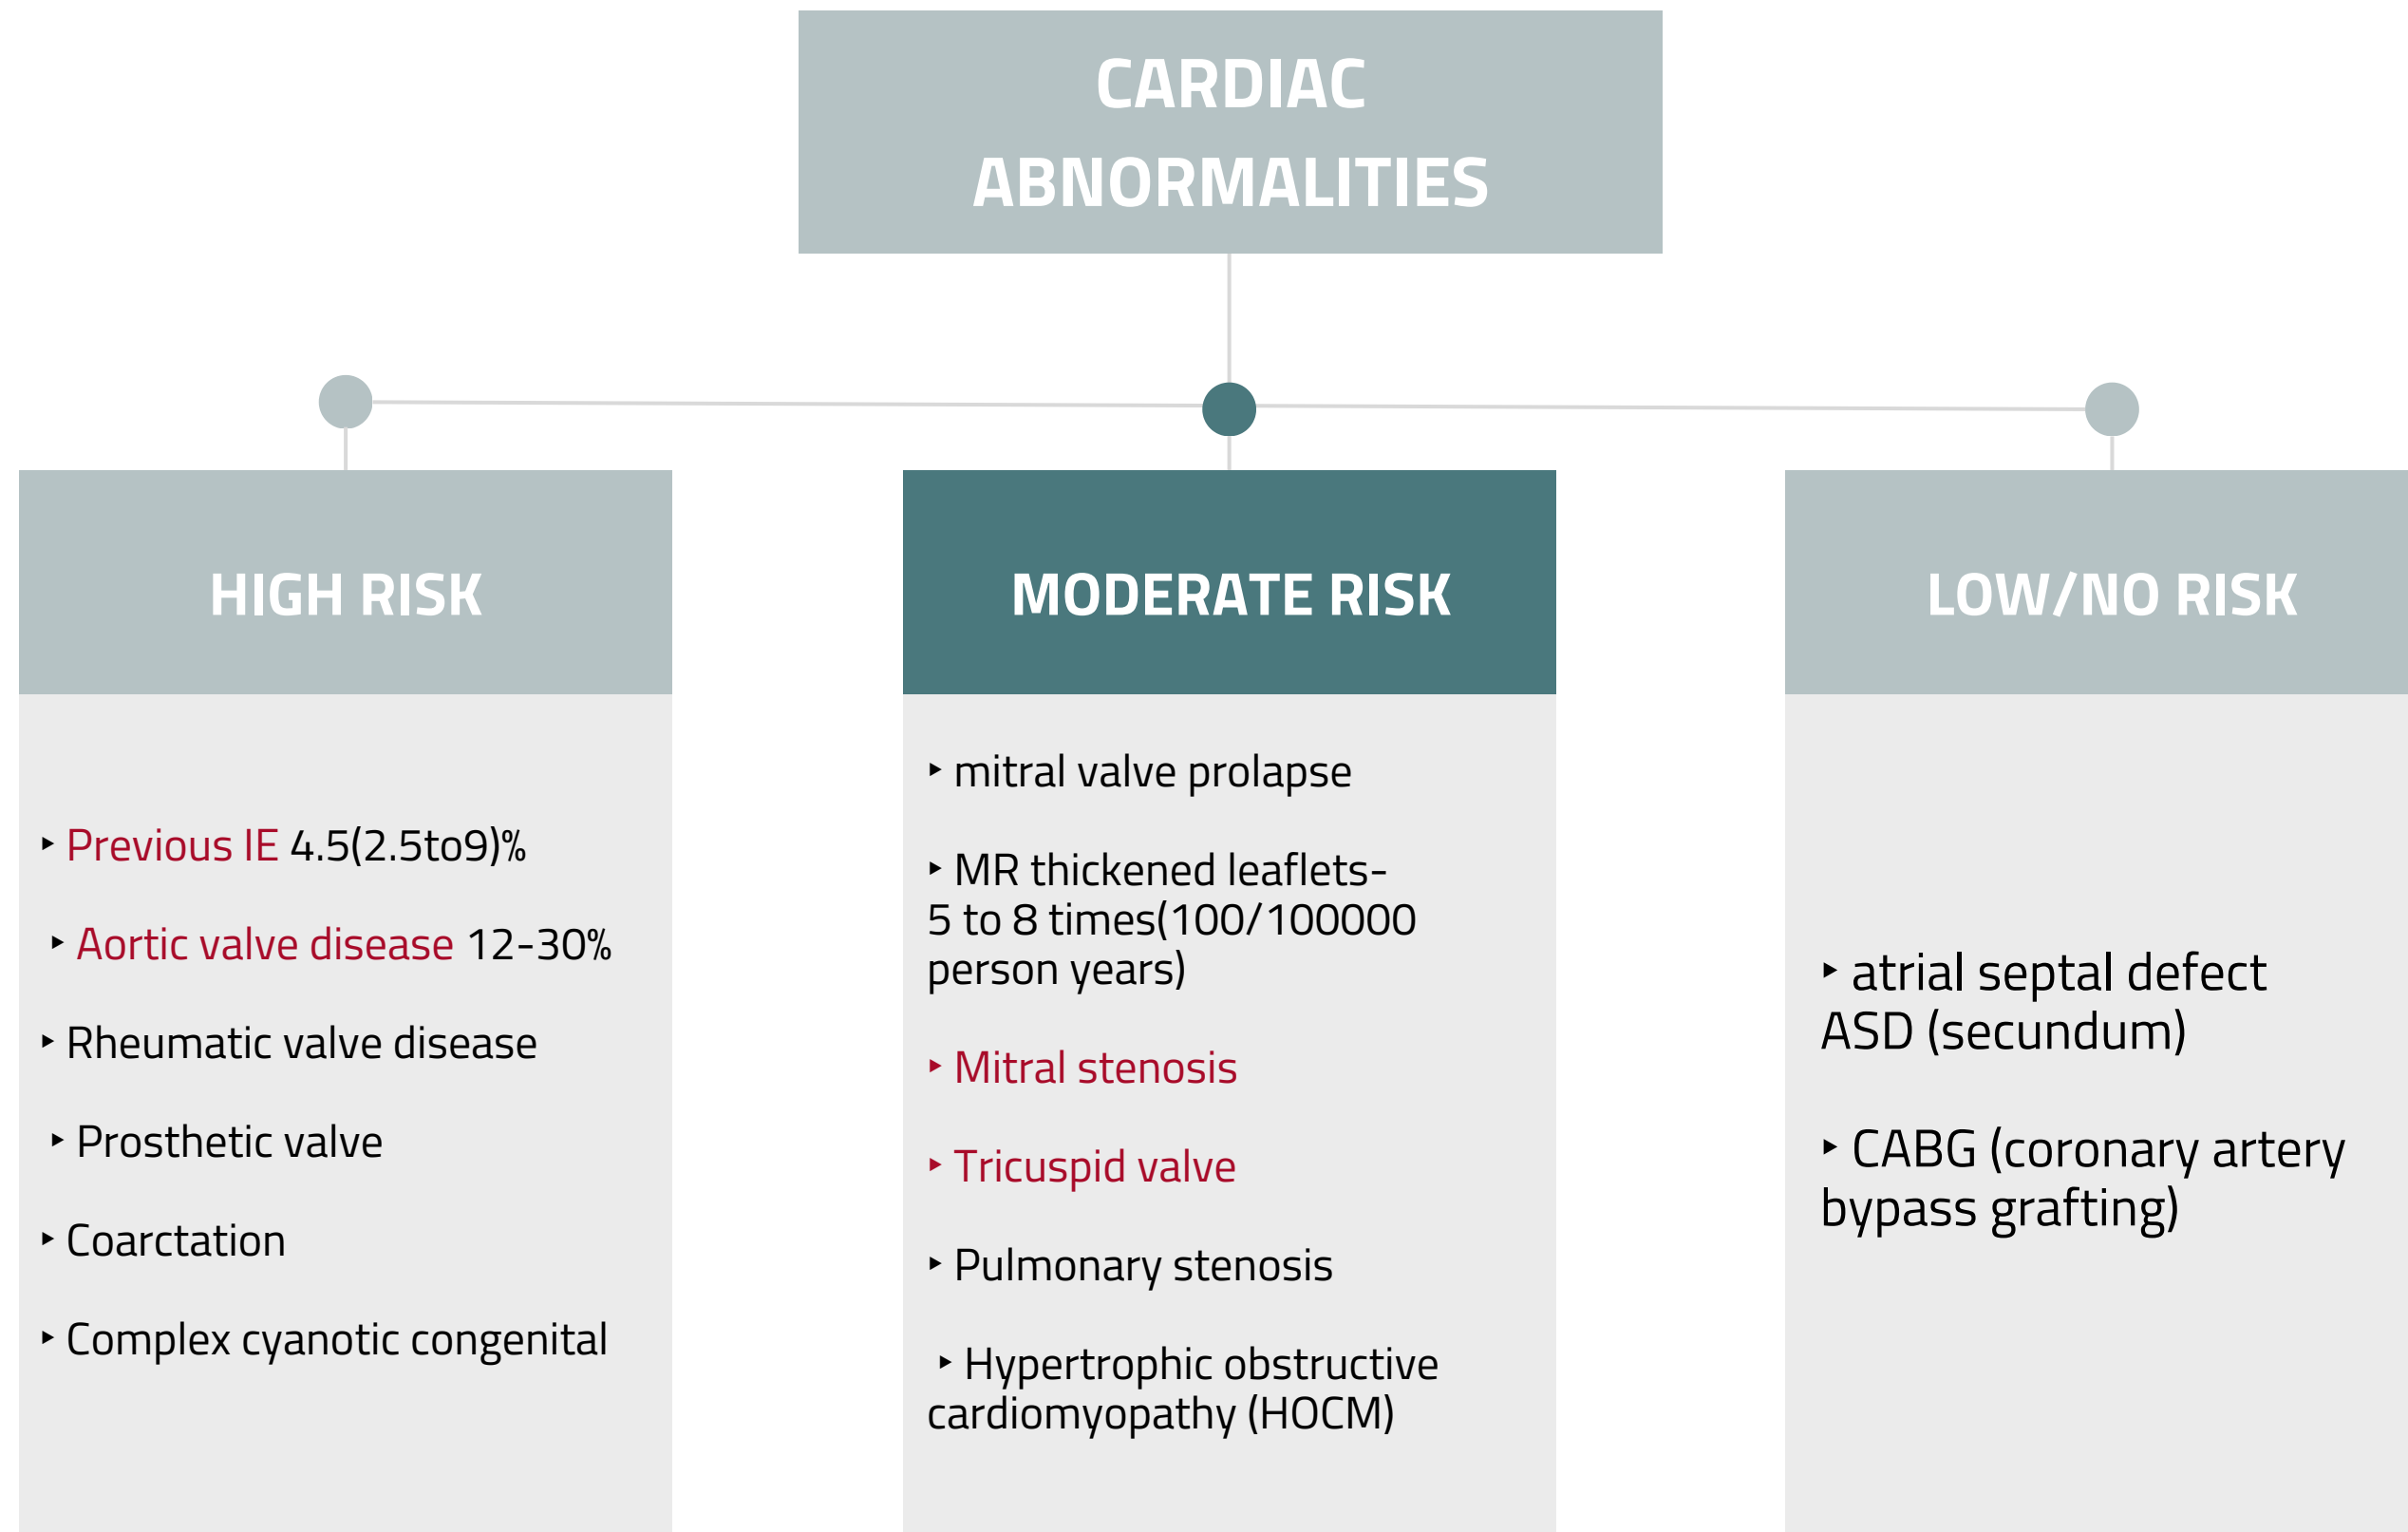 CARDIAC
ABNORMALITIES
HIGH RISK
‣ Previous IE 4.5(2.5to9)%
‣ Aortic valve disease 12-30%
‣ Rheumatic valve disease
‣ Prosthetic valve
‣ Coarctation
‣ Complex cyanotic congenital
MODERATE RISK
‣ mitral valve prolapse
‣ MR thickened leaflets-
5 to 8 times(100/100000
person years)
‣ Mitral stenosis
‣ Tricuspid valve
‣ Pulmonary stenosis
‣ Hypertrophic obstructive
cardiomyopathy (HOCM)
LOW/NO RISK
‣ atrial septal defect
ASD (secundum)
‣ CABG (coronary artery
bypass grafting)